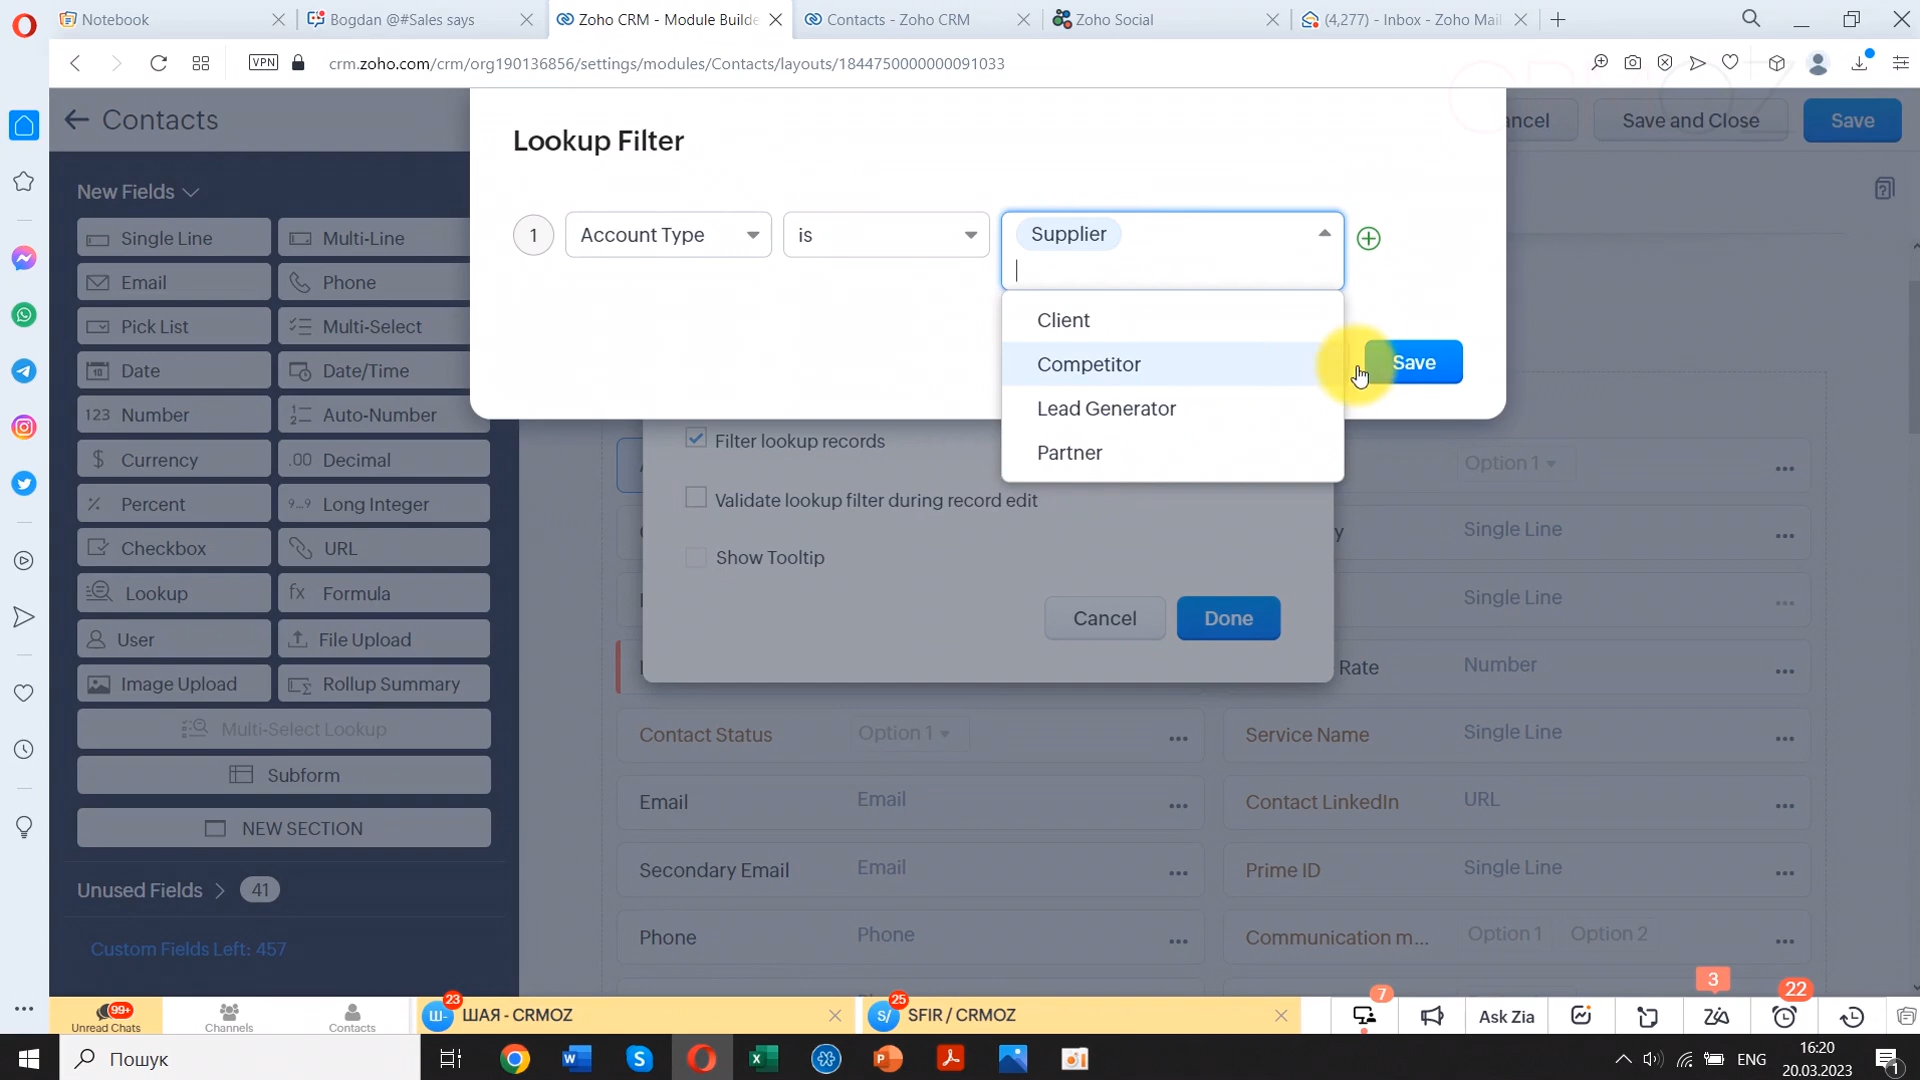 Notebook
Bogdan @#Sales says
Zoho CRM - Module Builde
Contacts - Zoho CRM
Zoho Social
(4,277) - Inbox - Zoho Mail
VPN
crm.zoho.com/crm/org190136856/settings/modules/Contacts/layouts/1844750000000091033
Contacts
Save and Close
Save
Lookup Filter
1
Account Type
is
Supplier
Client
Competitor
Lead Generator
Partner
Save
New Fields
Single Line
Multi-Line
Email
Phone
Pick List
Multi-Select
Date
Date/Time
Number
Auto-Number
Currency
Decimal
Percent
Long Integer
Checkbox
URL
Lookup
Formula
User
File Upload
Image Upload
Rollup Summary
Multi-Select Lookup
Subform
NEW SECTION
Unused Fields
41
Custom Fields Left: 457
Filter lookup records
Validate lookup filter during record edit
Show Tooltip
Cancel
Done
Option 1
Single Line
Single Line
Rate
Number
Contact Status
Option 1
Service Name
Single Line
Email
Email
Contact LinkedIn
URL
Secondary Email
Email
Prime ID
Single Line
Phone
Phone
Communication m...
Option 1
Option 2
99+
Unread Chats
Channels
Contacts
23
Ш-
ШАЯ - CRMOZ
25
S/
SFIR / CRMOZ
7
Ask Zia
3
22
Пошук
ENG
16:20
20.03.2023
1